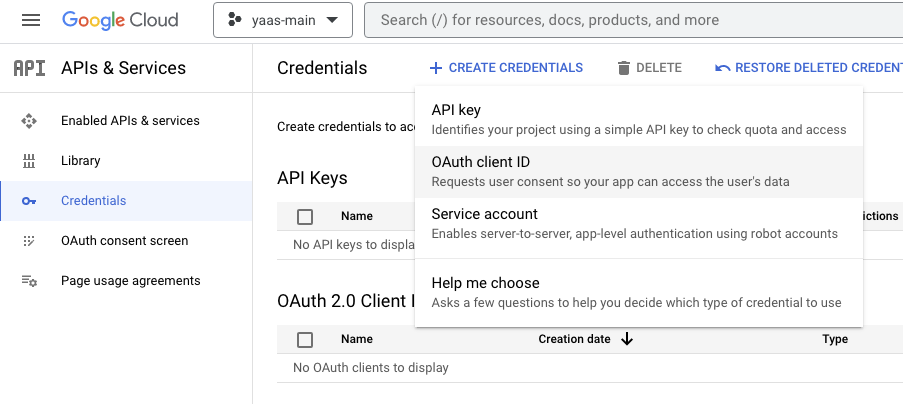 Google Cloud
yaas-main
Search (/) for resources, docs, products, and more
API
APIs & Services
Enabled APIs & services
Library
Credentials
OAuth consent screen
Page usage agreements
Credentials
CREATE CREDENTIALS
DELETE
RESTORE DELETED CREDENT
Create credentials to acc
API key
Identifies your project using a simple API key to check quota and access
OAuth client ID
Requests user consent so your app can access the user's data
Service account
Enables server-to-server, app-level authentication using robot accounts
Help me choose
Asks a few questions to help you decide which type of credential to use
API Keys
Name
ictions
No API keys to displa
OAuth 2.0 Client I
Name
Creation date
Type
No OAuth clients to display